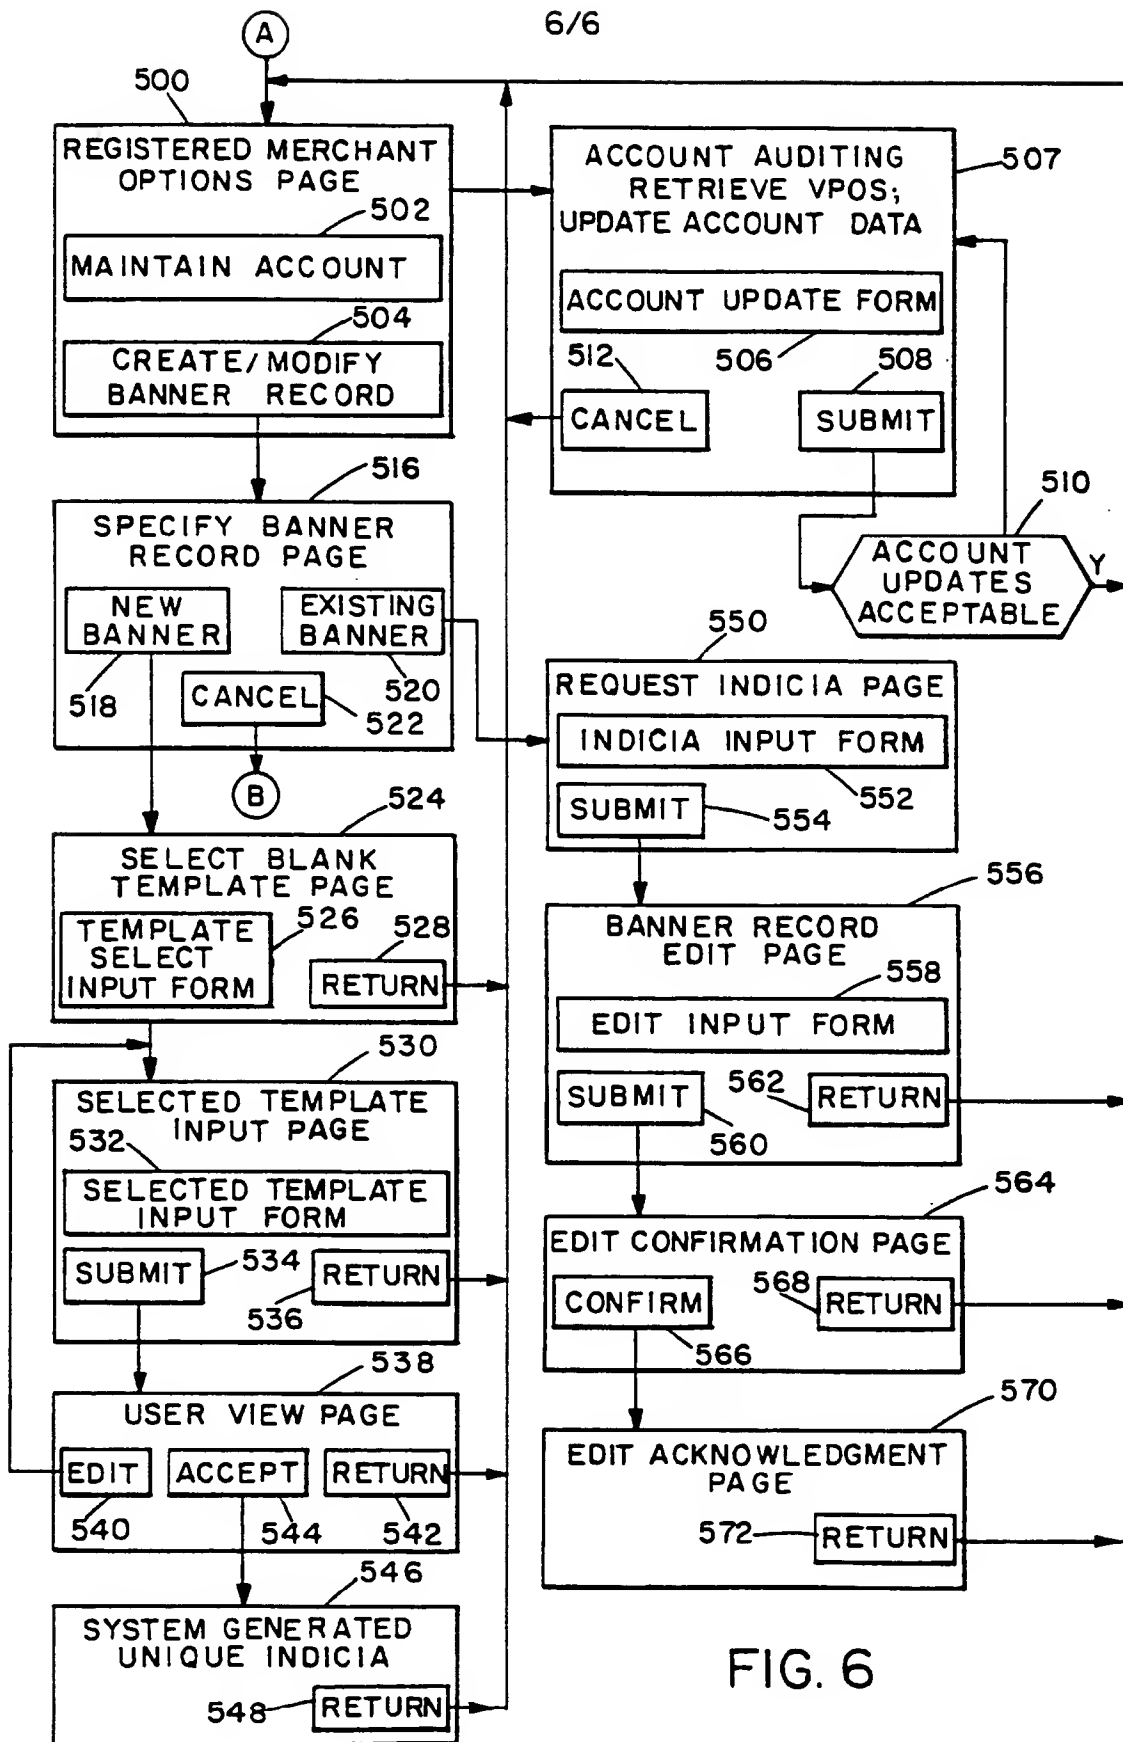 6/6
A
500
REGISTERED MERCHANT
OPTIONS PAGE
502
MAINTAIN ACCOUNT
504
CREATE/MODIFY
BANNER RECORD
507
ACCOUNT AUDITING
RETRIEVE VPOS;
UPDATE ACCOUNT DATA
ACCOUNT UPDATE FORM
506
512
CANCEL
508
SUBMIT
510
ACCOUNT
UPDATES
ACCEPTABLE
Y
516
SPECIFY BANNER
RECORD PAGE
NEW
BANNER
518
EXISTING
BANNER
520
CANCEL
522
B
524
SELECT BLANK
TEMPLATE PAGE
526
TEMPLATE
SELECT
INPUT FORM
528
RETURN
530
SELECTED TEMPLATE
INPUT PAGE
532
SELECTED TEMPLATE
INPUT FORM
SUBMIT
534
536
RETURN
538
USER VIEW PAGE
EDIT
540
ACCEPT
544
RETURN
542
546
SYSTEM GENERATED
UNIQUE INDICIA
548
RETURN
550
REQUEST INDICIA PAGE
INDICIA INPUT FORM
552
SUBMIT
554
556
BANNER RECORD
EDIT PAGE
558
EDIT INPUT FORM
SUBMIT
560
562
RETURN
564
EDIT CONFIRMATION PAGE
CONFIRM
566
568
RETURN
570
EDIT ACKNOWLEDGMENT
PAGE
572
RETURN
FIG. 6